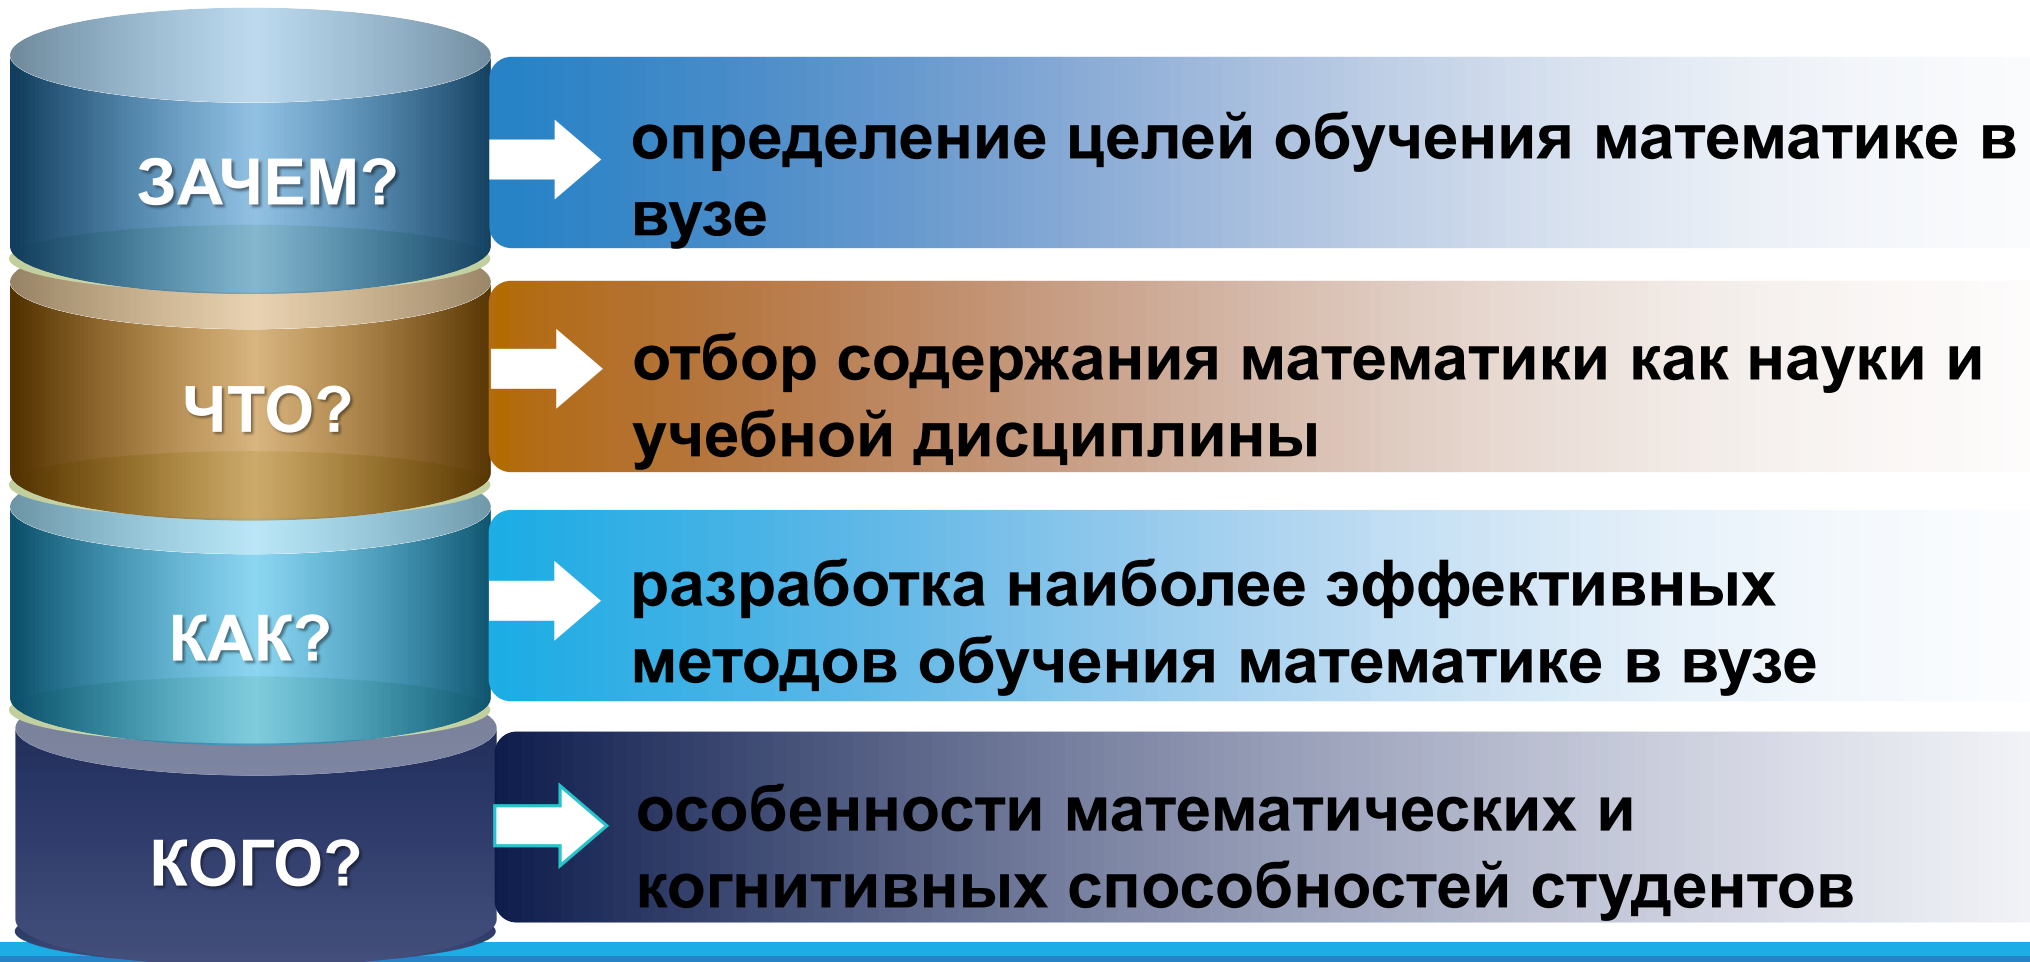 ЗАЧЕМ?
определение целей обучения математике в
вузе
ЧТО?
отбор содержания математики как науки и
учебной дисциплины
КАК?
разработка наиболее эффективных
методов обучения математике в вузе
КОГО?
особенности математических и
когнитивных способностей студентов